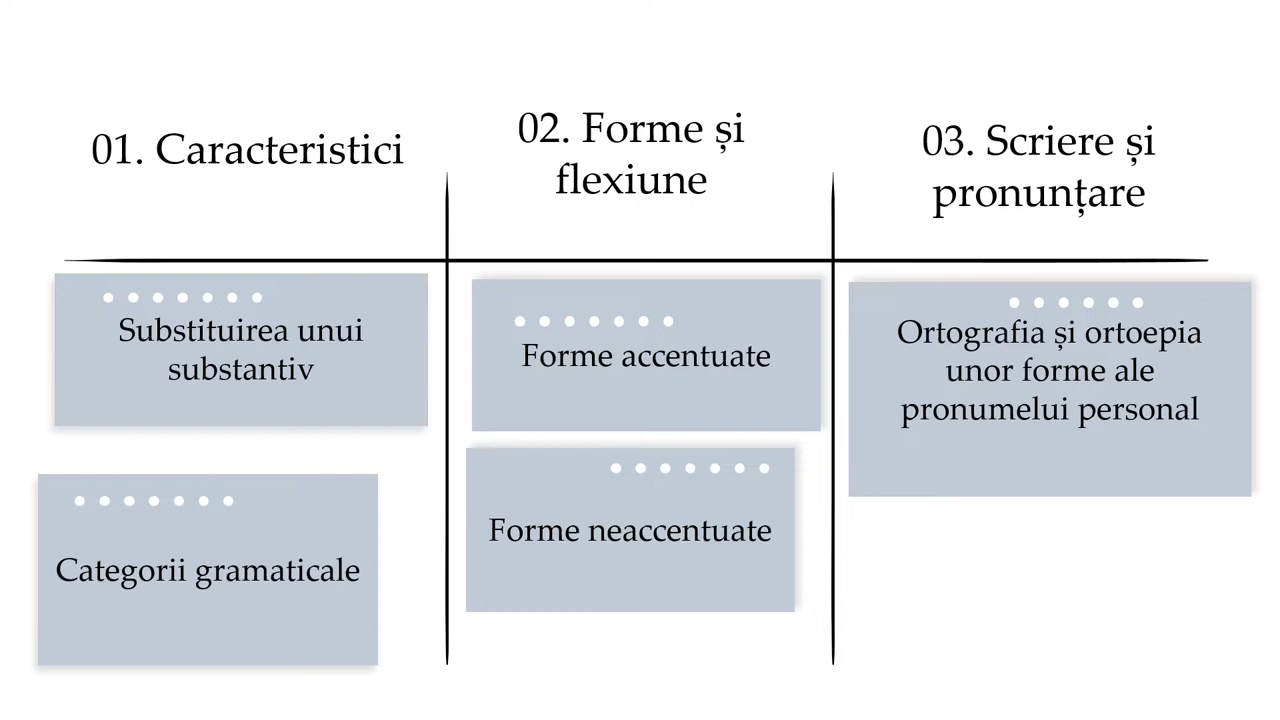 01. Caracteristici
Substituirea unui
substantiv
Categorii gramaticale
02. Forme și
flexiune
Forme accentuate
Forme neaccentuate
03. Scriere și
pronunțare
Ortografia și ortoepia
unor forme ale
pronumelui personal